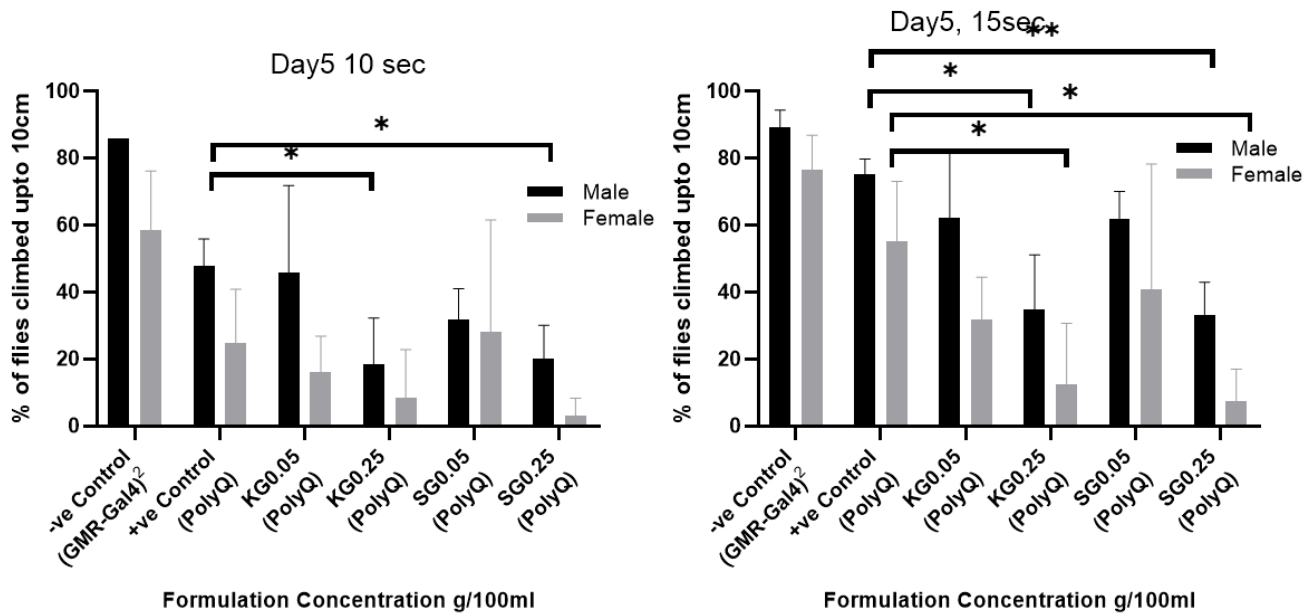 Day5 10 sec
% of flies climbed upto 10cm
100
80
60
40
20
0
*
*
Male
Female
-ve Control
(GMR-Gal4)2
+ve Control
(PolyQ)
KG0.05
(PolyQ)
KG0.25
(PolyQ)
SG0.05
(PolyQ)
SG0.25
(PolyQ)
Formulation Concentration g/100ml
Day5, 15sec
% of flies climbed upto 10cm
100
80
60
40
20
0
**
*
*
*
Male
Female
-ve Control
(GMR-Gal4)2
+ve Control
(PolyQ)
KG0.05
(PolyQ)
KG0.25
(PolyQ)
SG0.05
(PolyQ)
SG0.25
(PolyQ)
Formulation Concentration g/100ml